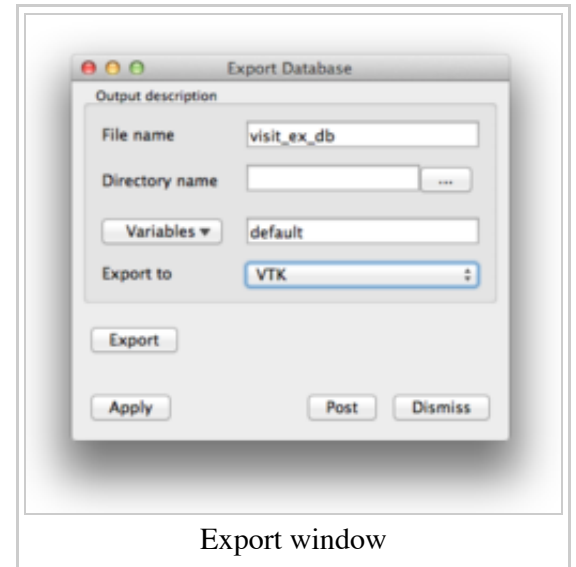 Export Database
Output description
File name visit_ex_db
Directory name ...
Variables default
Export to VTK
Export
Apply Post Dismiss
Export window